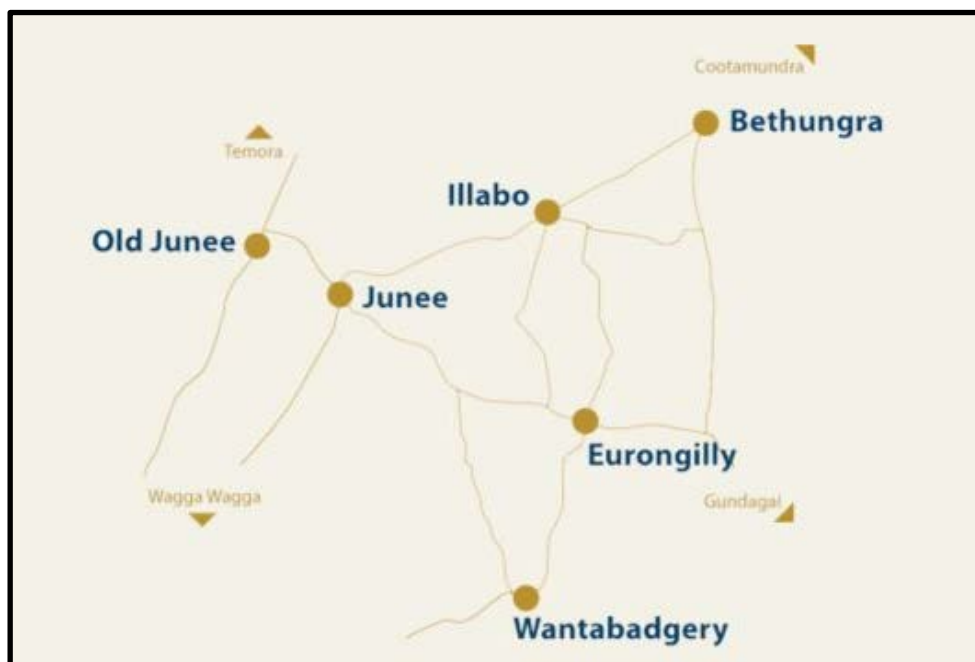 Cootamundra
Bethungra
Temora
Illabo
Old Junee
Junee
Eurongilly
Wagga Wagga
Gundagai
Wantabadgery